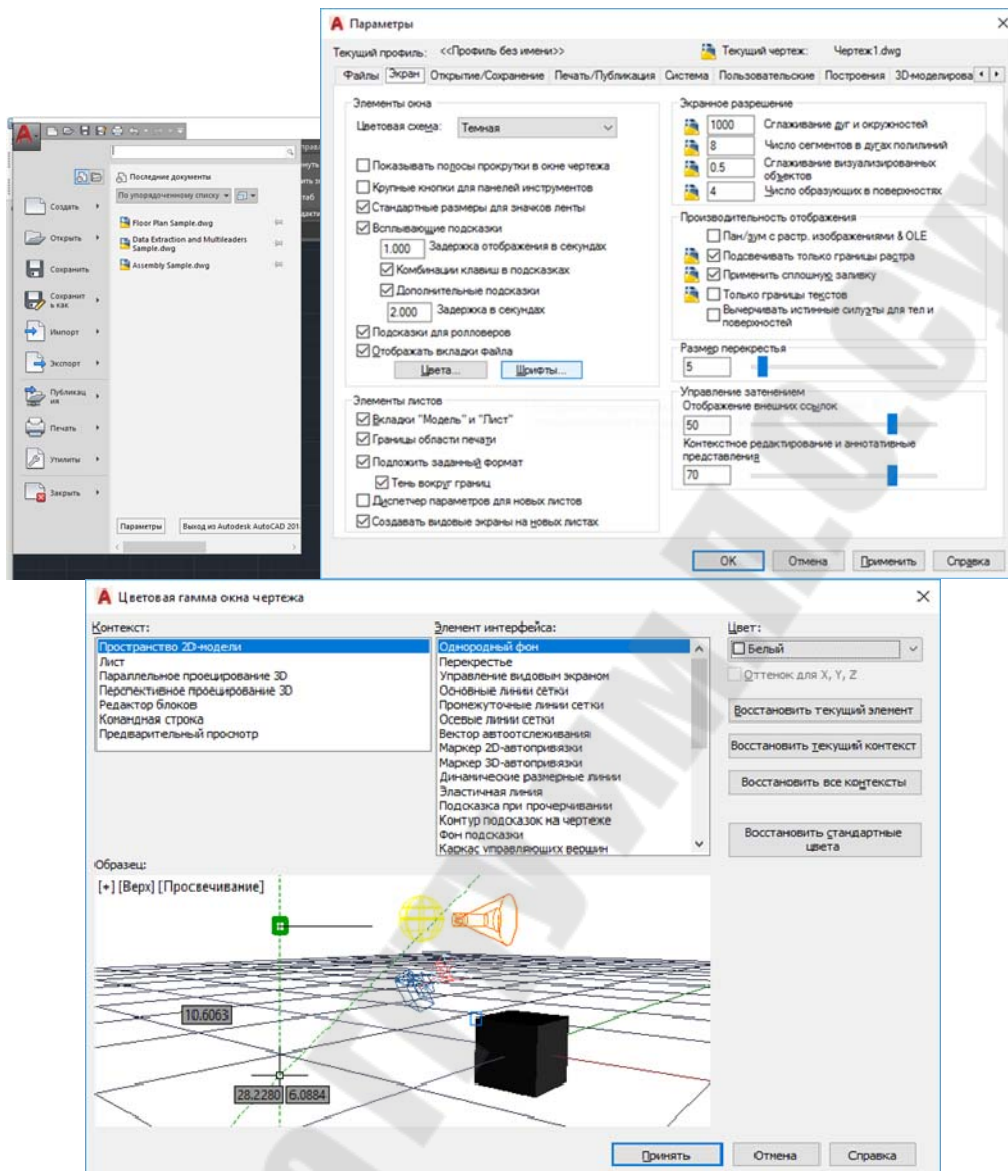 Последние документы
По упорядоченному списку
Floor Plan Sample.dwg
Data Extraction and Multileaders
Sample.dwg
Assembly Sample.dwg
Создать
Открыть
Сохранить
Сохранит
ь как
Импорт
Экспорт
Публикац
ия
Печать
Утилиты
Закрыть
Параметры
Выход из Autodesk AutoCAD 201
Параметры
Текущий профиль: <<Профиль без имени>> Текущий чертеж: Чертеж1.dwg
Файлы Экран Открытие/Сохранение Печать/Публикация Система Пользовательские Построения 3D-моделирова
Элементы окна
Цветовая схема: Темная
Показывать полосы прокрутки в окне чертежа
Крупные кнопки для панелей инструментов
Стандартные размеры для значков ленты
Всплывающие подсказки
1.000 Задержка отображения в секундах
Комбинации клавиш в подсказках
Дополнительные подсказки
2.000 Задержка в секундах
Подсказки для ролловеров
Отображать вкладки файла
Цвета... Шрифты...
Элементы листов
Вкладки "Модель" и "Лист"
Границы области печати
Подложить заданный формат
Тень вокруг границ
Диспетчер параметров для новых листов
Создавать видовые экраны на новых листах
Экранное разрешение
1000 Сглаживание дуг и окружностей
8 Число сегментов в дугах полилиний
0.5 Сглаживание визуализированных
объектов
4 Число образующих в поверхностях
Производительность отображения
Пан/зум с растр. изображениями & OLE
Подсвечивать только границы растра
Применить сплошную заливку
Только границы текстов
Вычерчивать истинные силуэты для тел и
поверхностей
Размер перекрестья
5
Управление затенением
Отображение внешних ссылок
50
Контекстное редактирование и аннотативные
представления
70
OK Отмена Применить Справка
Цветовая гамма окна чертежа
Контекст:
Пространство 2D-модели
Лист
Параллельное проецирование 3D
Перспективное проецирование 3D
Редактор блоков
Командная строка
Предварительный просмотр
Элемент интерфейса:
Однородный фон
Перекрестье
Управление видовым экраном
Основные линии сетки
Промежуточные линии сетки
Осевые линии сетки
Вектор автоотслеживания
Маркер 2D-автопривязки
Маркер 3D-автопривязки
Динамические размерные линии
Эластичная линия
Подсказка при прочерчивании
Контур подсказок на чертеже
Фон подсказки
Каркас управляющих вершин
Цвет:
Белый
Оттенок для X, Y, Z
Восстановить текущий элемент
Восстановить текущий контекст
Восстановить все контексты
Восстановить стандартные
цвета
Образец:
[+] [Верх] [Просвечивание]
10.6063
28.2280 6.0884
Принять Отмена Справка